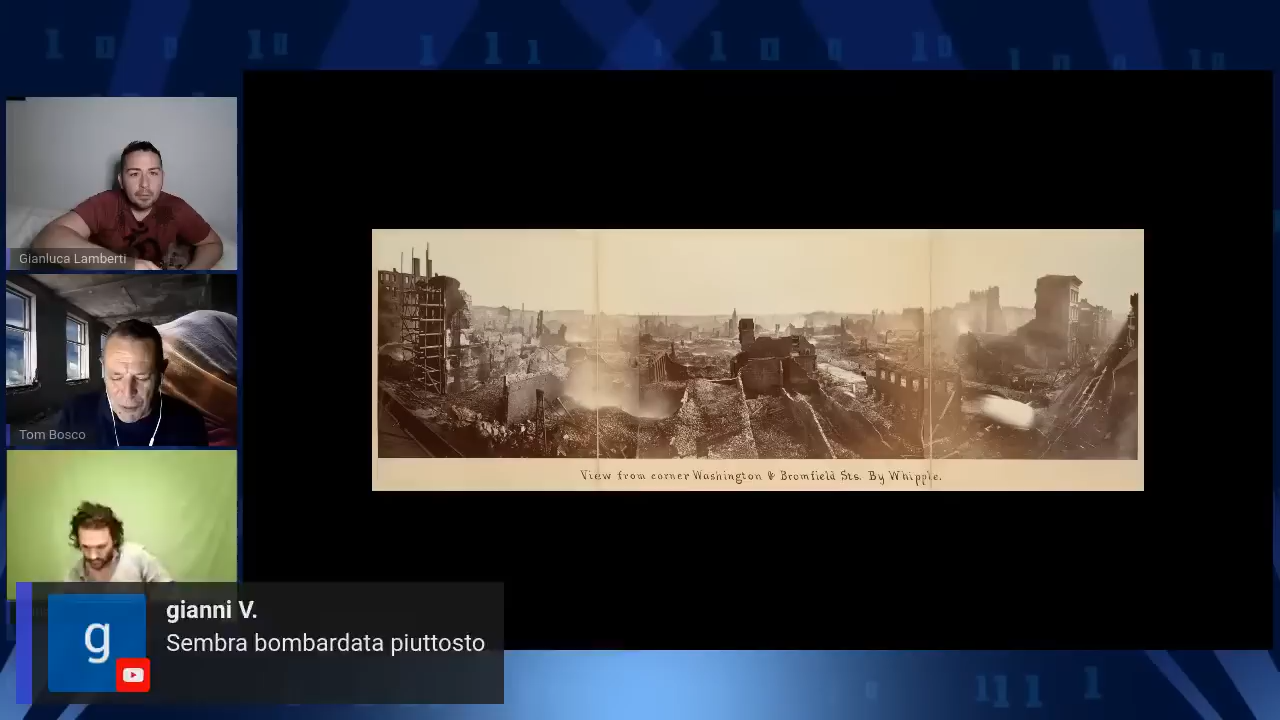 Gianluca Lamberti
Tom Bosco
View from corner Washington & Bromfield Sts. By Whipple.
g
gianni V.
Sembra bombardata piuttosto